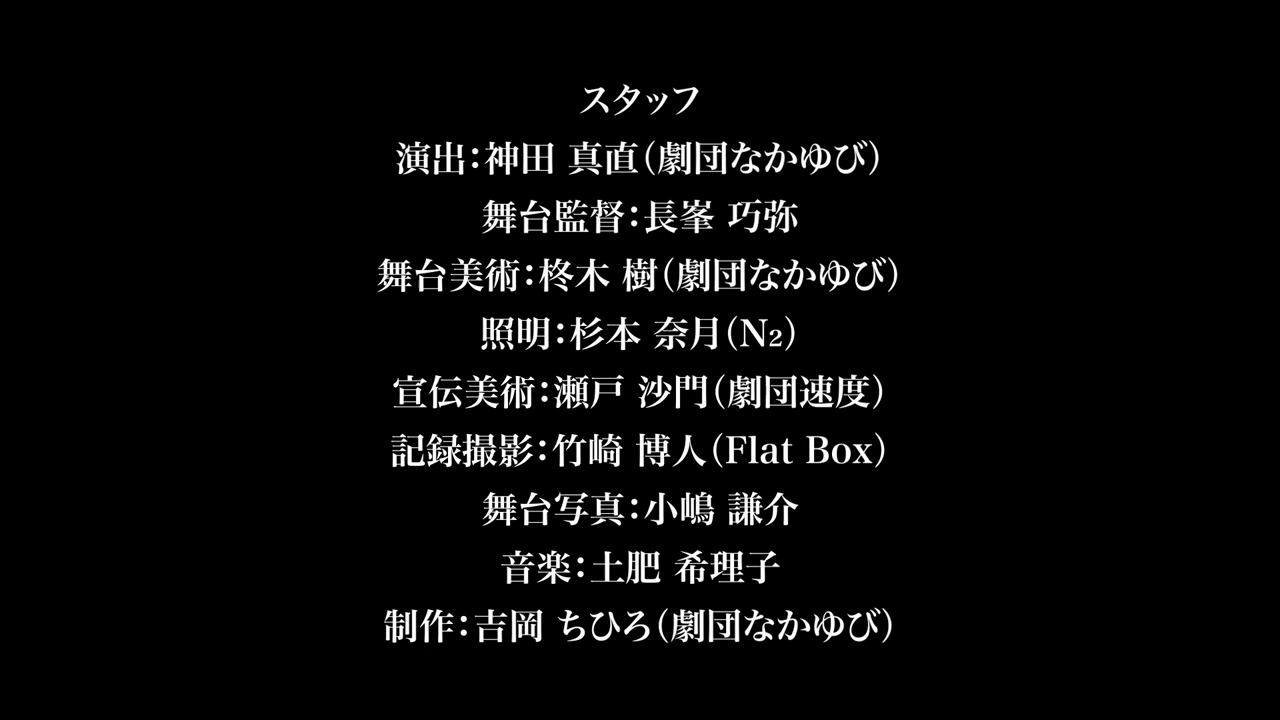 スタッフ
演出：神田 真直（劇団なかゆび）
舞台監督：長峯 巧弥
舞台美術：柊木 樹（劇団なかゆび）
照明：杉本 奈月（N₂）
宣伝美術：瀬戸 沙門（劇団速度）
記録撮影：竹崎 博人（Flat Box）
舞台写真：小嶋 謙介
音楽：土肥 希理子
制作：吉岡 ちひろ（劇団なかゆび）